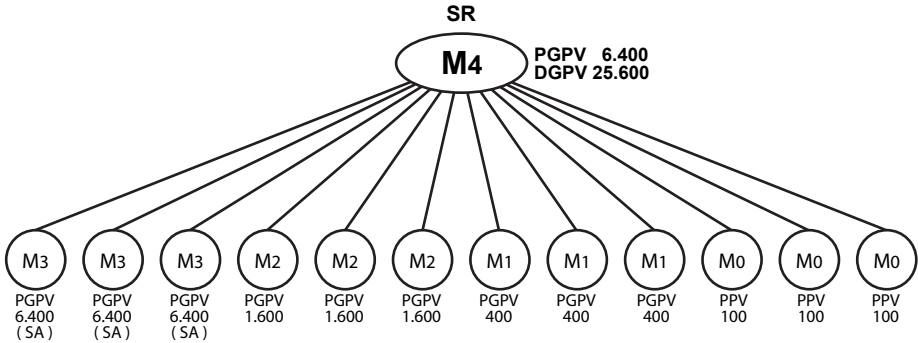 SR
M4
PGPV 6.400
DGPV 25.600
M3 M3 M3 M2 M2 M2 M1 M1 M1 M0 M0 M0
PGPV PGPV PGPV PGPV PGPV PGPV PGPV PGPV PGPV PPV PPV PPV
6.400 6.400 6.400 1.600 1.600 1.600 400 400 400 100 100 100
( SA ) ( SA ) ( SA )